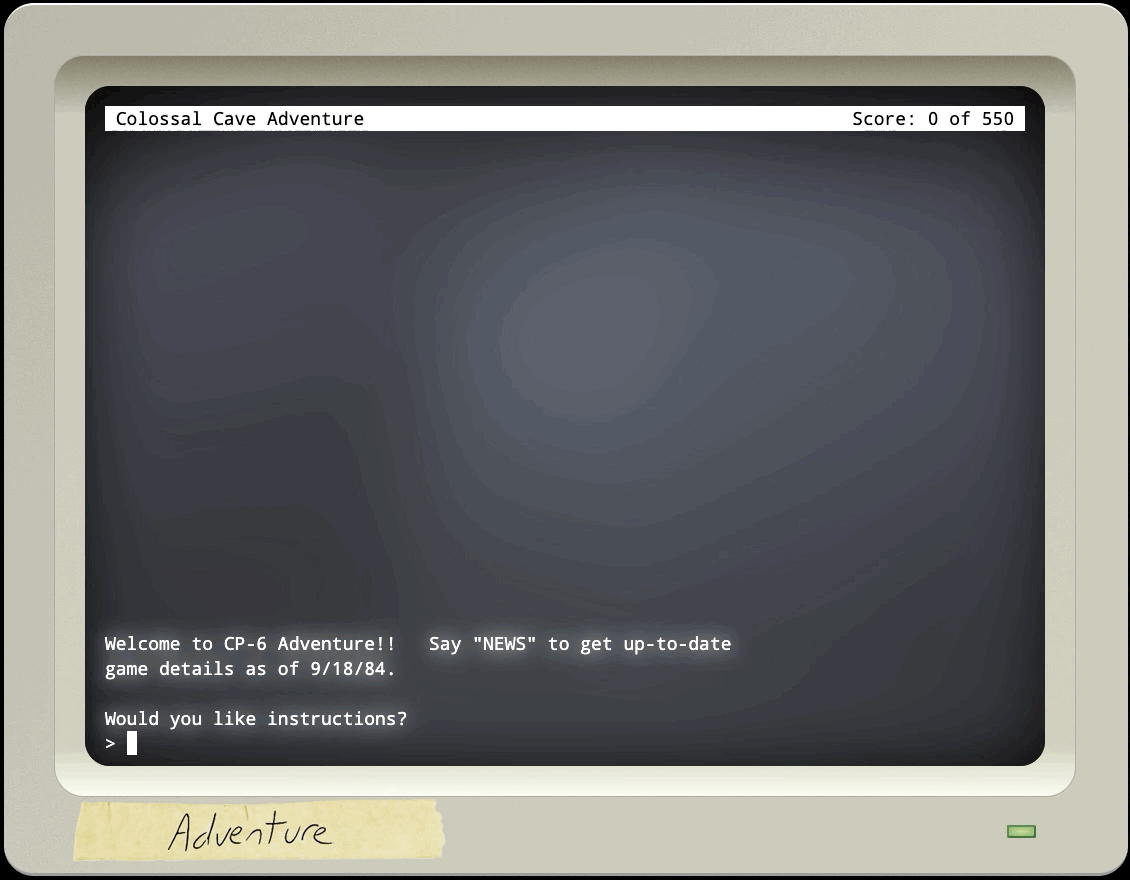 Colossal Cave Adventure Score: 0 of 550
Welcome to CP-6 Adventure!! Say "NEWS" to get up-to-date
game details as of 9/18/84.
Would you like instructions?
>
Adventure